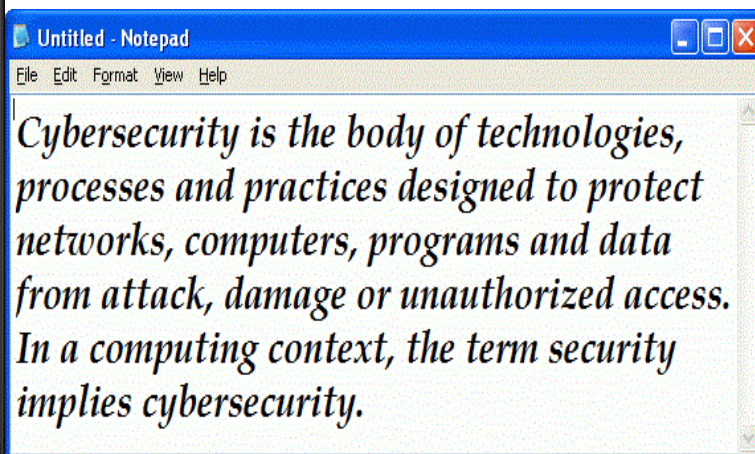 Untitled - Notepad
File Edit Format View Help
Cybersecurity is the body of technologies,
processes and practices designed to protect
networks, computers, programs and data
from attack, damage or unauthorized access.
In a computing context, the term security
implies cybersecurity.